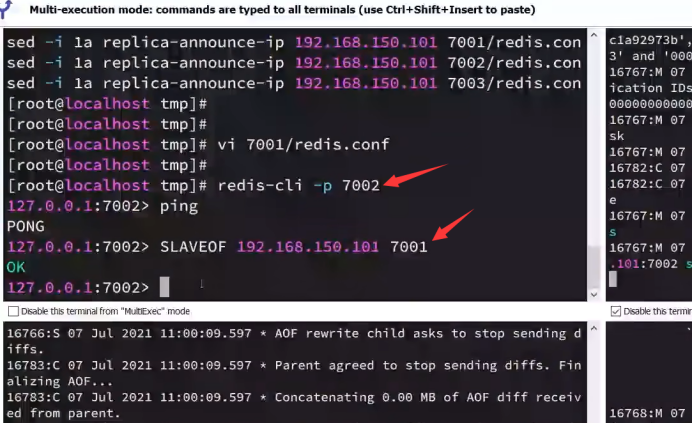 Multi-execution mode: commands are typed to all terminals (use Ctrl+Shift+Insert to paste)
sed -i 1a replica-announce-ip 192.168.150.101 7001/redis.con
sed -i 1a replica-announce-ip 192.168.150.101 7002/redis.con
sed -i 1a replica-announce-ip 192.168.150.101 7003/redis.con
[root@localhost tmp]#
[root@localhost tmp]#
[root@localhost tmp]# vi 7001/redis.conf
[root@localhost tmp]#
[root@localhost tmp]# redis-cli -p 7002
127.0.0.1:7002> ping
PONG
127.0.0.1:7002> SLAVEOF 192.168.150.101 7001
OK
127.0.0.1:7002>
Disable this terminal from "MultiExec" mode
16766:S 07 Jul 2021 11:00:09.597 * AOF rewrite child asks to stop sending d
iffs.
16783:C 07 Jul 2021 11:00:09.597 * Parent agreed to stop sending diffs. Fin
alizing AOF...
16783:C 07 Jul 2021 11:00:09.597 * Concatenating 0.00 MB of AOF diff receiv
ed from parent.
c1a92973b',
3' and '000
16767:M 07
ication IDs
00000000000
16767:M 07
sk
16767:M 07
16782:C 07
16782:C 07
e
16767:M 07
s
16767:M 07
.101:7002 s
Disable this termin
16768:M 07